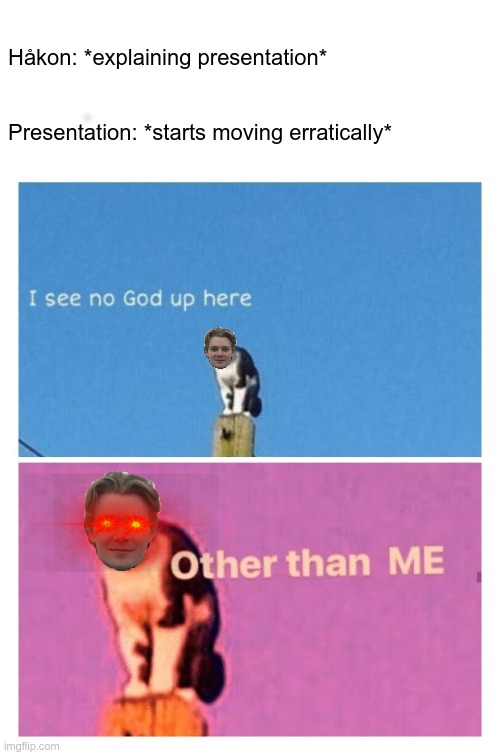 Håkon: *explaining presentation*
Presentation: *starts moving erratically*
I see no God up here
Other than ME
imgflip.com